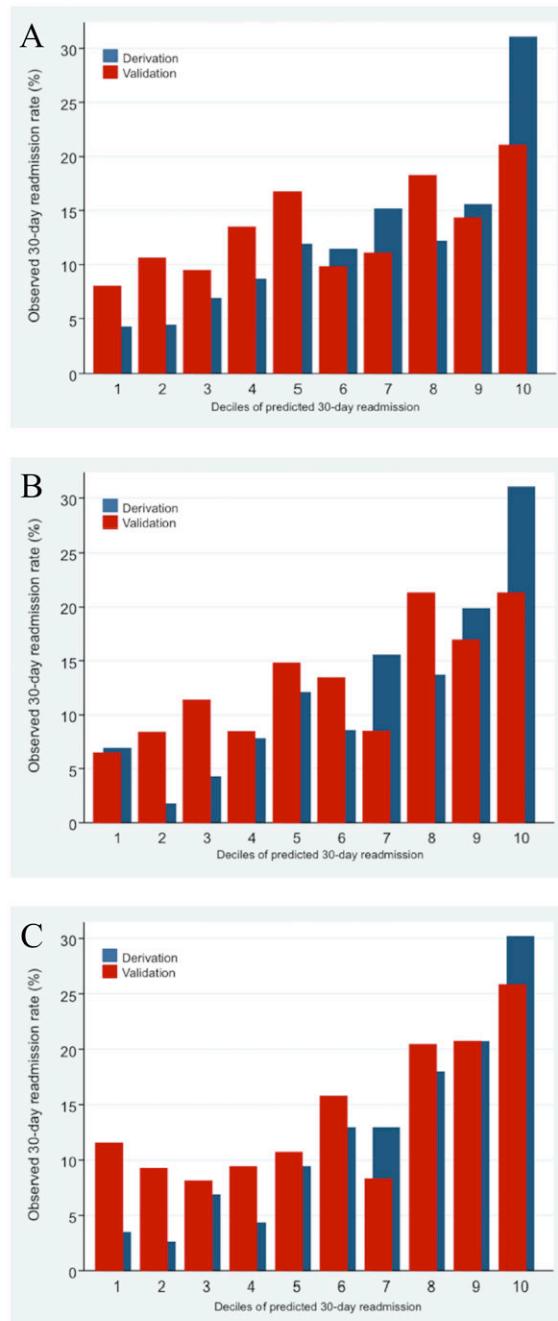 A
Derivation
Validation
Observed 30-day readmission rate (%)
30
25
20
15
10
5
0
1 2 3 4 5 6 7 8 9 10
Deciles of predicted 30-day readmission
B
Derivation
Validation
Observed 30-day readmission rate (%)
30
25
20
15
10
5
0
1 2 3 4 5 6 7 8 9 10
Deciles of predicted 30-day readmission
C
Derivation
Validation
Observed 30-day readmission rate (%)
30
25
20
15
10
5
0
1 2 3 4 5 6 7 8 9 10
Deciles of predicted 30-day readmission